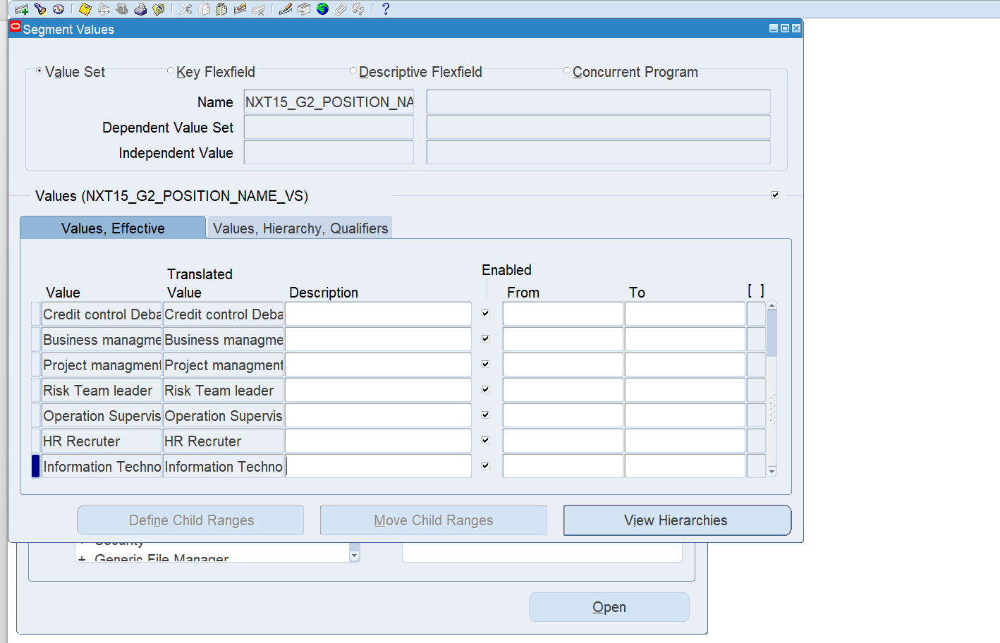 Segment Values
Value Set Key Flexfield Descriptive Flexfield Concurrent Program
Name NXT15_G2_POSITION_NA
Dependent Value Set
Independent Value
Values (NXT15_G2_POSITION_NAME_VS)
Values, Effective Values, Hierarchy, Qualifiers
Translated Enabled
Value Value Description From To [ ]
Credit control Deba Credit control Deba
Business managme Business managme
Project managment Project managment
Risk Team leader Risk Team leader
Operation Supervis Operation Supervis
HR Recruter HR Recruter
Information Techno Information Techno
Define Child Ranges Move Child Ranges View Hierarchies
Security
+ Generic File Manager
Open